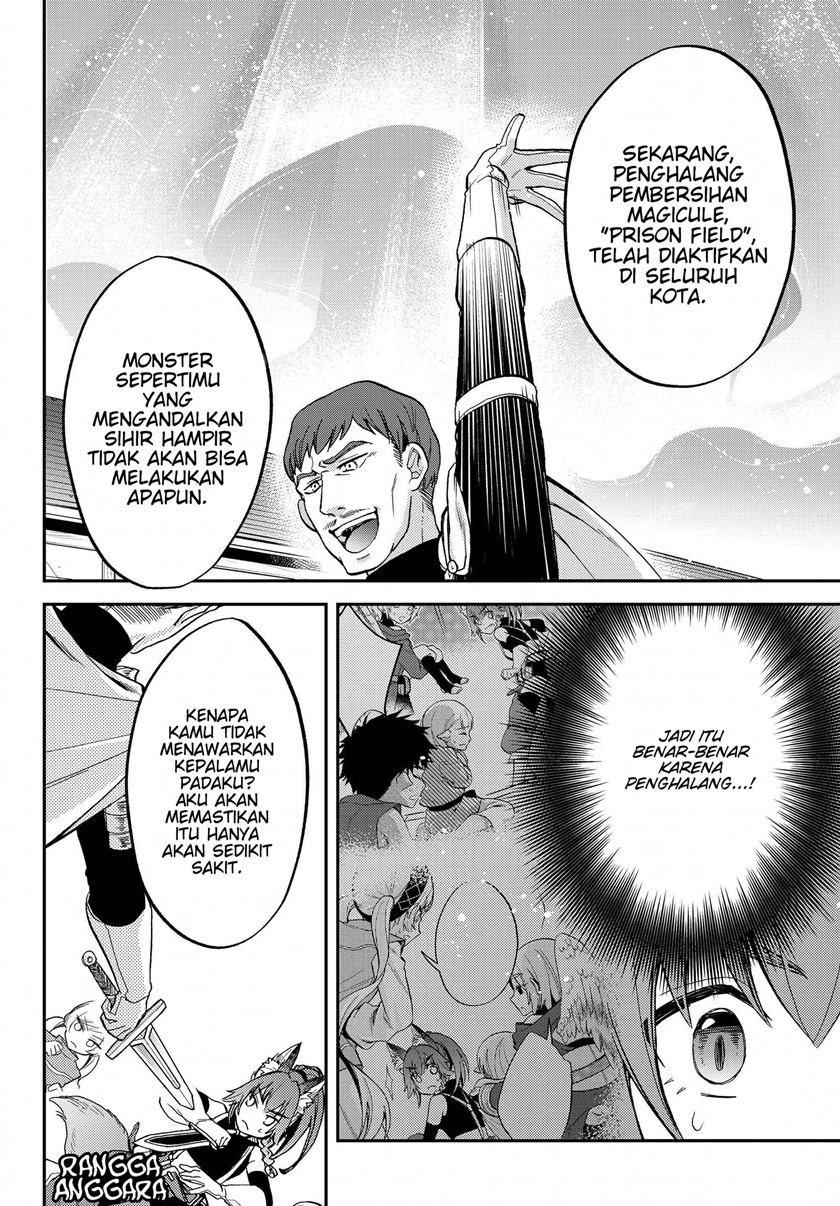 SEKARANG,
PENGHALANG
PEMBERSIHAN
MAGICULE,
"PRISON FIELD",
TELAH DIAKTIFKAN
DI SELURUH
KOTA.
MONSTER
SEPERTIMU
YANG
MENGANDALKAN
SIHIR HAMPIR
TIDAK AKAN BISA
MELAKUKAN
APAPUN.
JADI ITU
BENAR-BENAR
KARENA
PENGHALANG...!
KENAPA
KAMU TIDAK
MENAWARKAN
KEPALAMU
PADAKU?
AKU AKAN
MEMASTIKAN
ITU HANYA
AKAN SEDIKIT
SAKIT.
RANGGA
ANGGARA